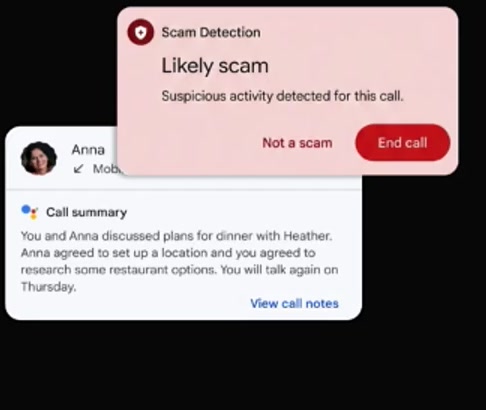 Scam Detection
Likely scam
Suspicious activity detected for this call.
Not a scam
End call
Anna
Call summary
You and Anna discussed plans for dinner with Heather.
Anna agreed to set up a location and you agreed to
research some restaurant options. You will talk again on
Thursday.
View call notes